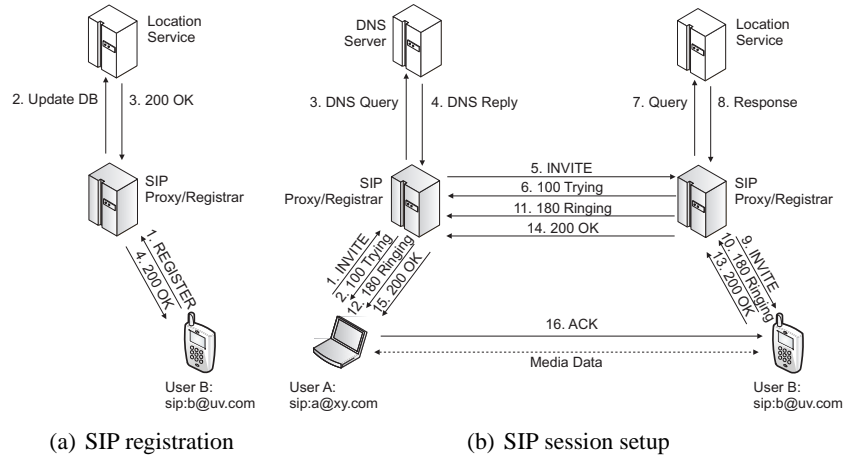 Location
Service
2. Update DB
3. 200 OK
SIP
Proxy/Registrar
1. REGISTER
4. 200 OK
User B:
sip:b@uv.com
(a) SIP registration
DNS
Server
Location
Service
3. DNS Query
4. DNS Reply
7. Query
8. Response
SIP
Proxy/Registrar
5. INVITE
6. 100 Trying
11. 180 Ringing
14. 200 OK
SIP
Proxy/Registrar
1. INVITE
2. 100 Trying
12. 180 Ringing
15. 200 OK
9. INVITE
10. 180 Ringing
13. 200 OK
16. ACK
Media Data
User A:
sip:a@xy.com
User B:
sip:b@uv.com
(b) SIP session setup